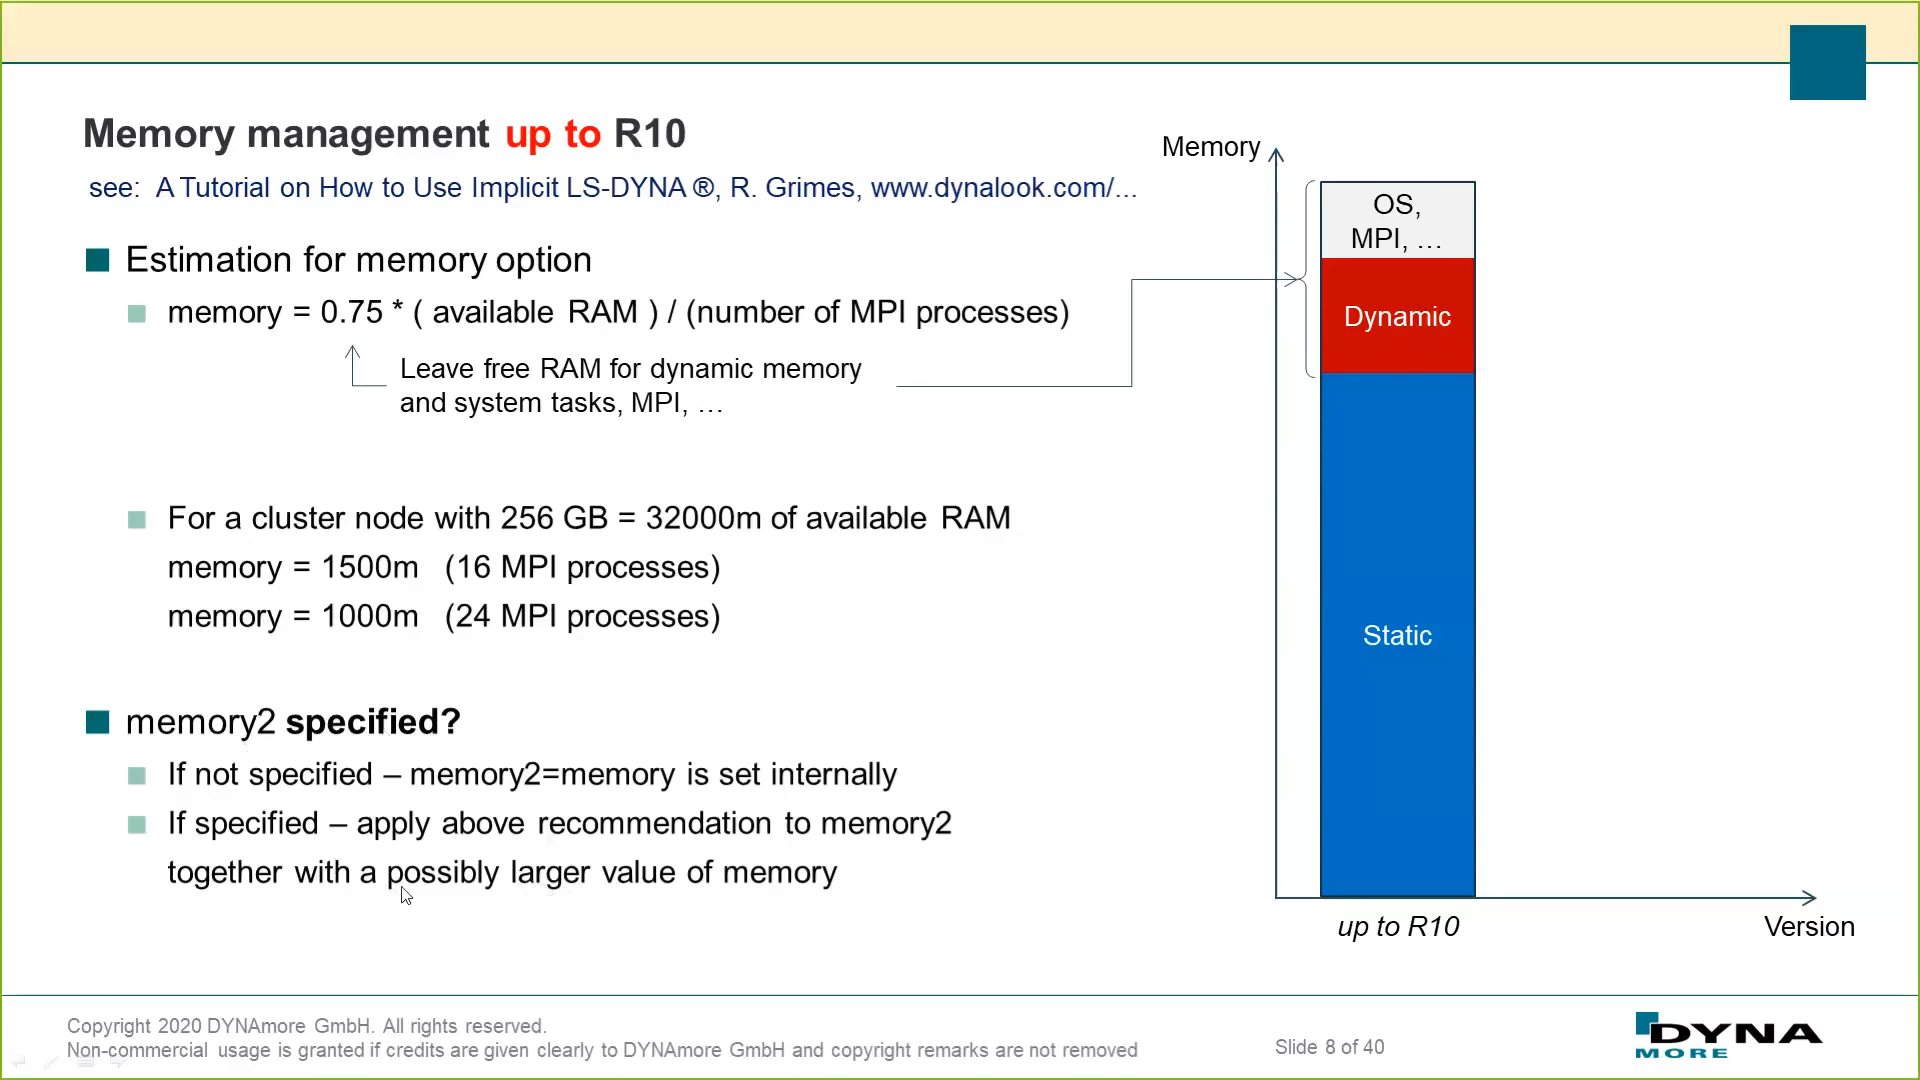 Memory management up to R10
see: A Tutorial on How to Use Implicit LS-DYNA ®, R. Grimes, www.dynalook.com/...
Estimation for memory option
memory = 0.75 * ( available RAM ) / (number of MPI processes)
Leave free RAM for dynamic memory
and system tasks, MPI, …
For a cluster node with 256 GB = 32000m of available RAM
memory = 1500m (16 MPI processes)
memory = 1000m (24 MPI processes)
memory2 specified?
If not specified – memory2=memory is set internally
If specified – apply above recommendation to memory2
together with a possibly larger value of memory
Memory
OS,
MPI, …
Dynamic
Static
up to R10
Version
Copyright 2020 DYNAmore GmbH. All rights reserved.
Non-commercial usage is granted if credits are given clearly to DYNAmore GmbH and copyright remarks are not removed
Slide 8 of 40
DYNA
MORE